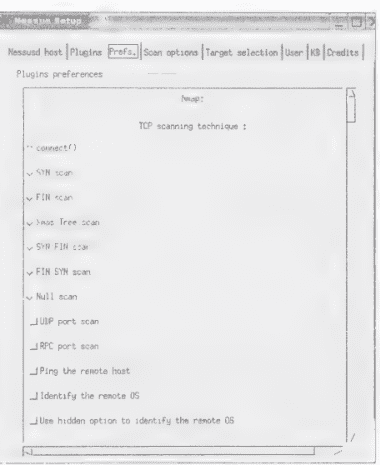 Nessus Setup
Nessusd host Plugins Prefs. Scan options Target selection User KB Credits
Plugins preferences
Nmap:
TCP scanning technique :
connect()
SYN scan
FIN scan
Xmas Tree scan
SYN FIN scan
FIN SYN scan
Null scan
UDP port scan
RPC port scan
Ping the remote host
Identify the remote OS
Use hidden option to identify the remote OS